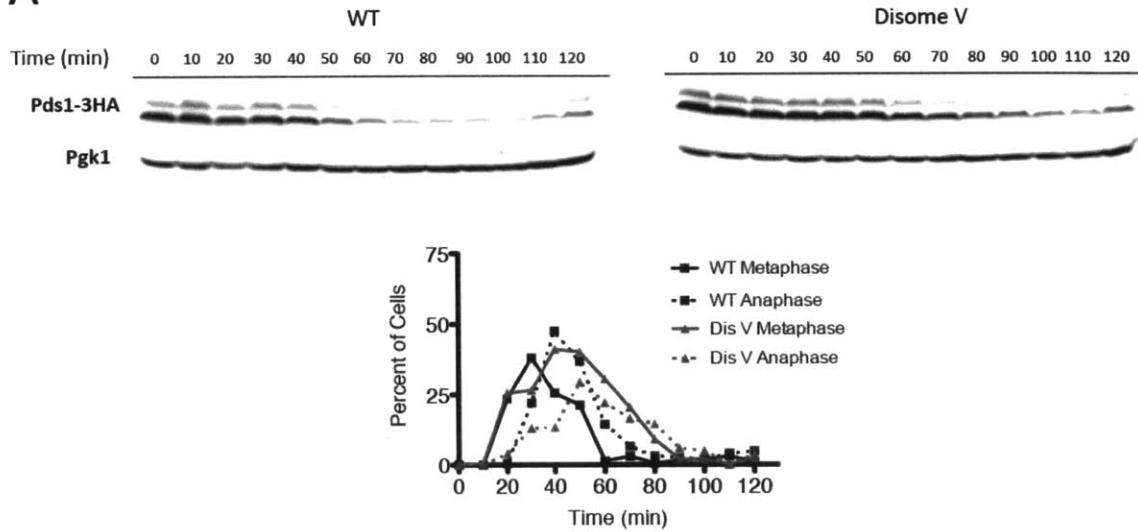 A
WT
Disome V
Time (min) 0 10 20 30 40 50 60 70 80 90 100 110 120
0 10 20 30 40 50 60 70 80 90 100 110 120
Pds1-3HA
Pgk1
75
50
25
0
Percent of Cells
0 20 40 60 80 100 120
Time (min)
WT Metaphase
WT Anaphase
Dis V Metaphase
Dis V Anaphase